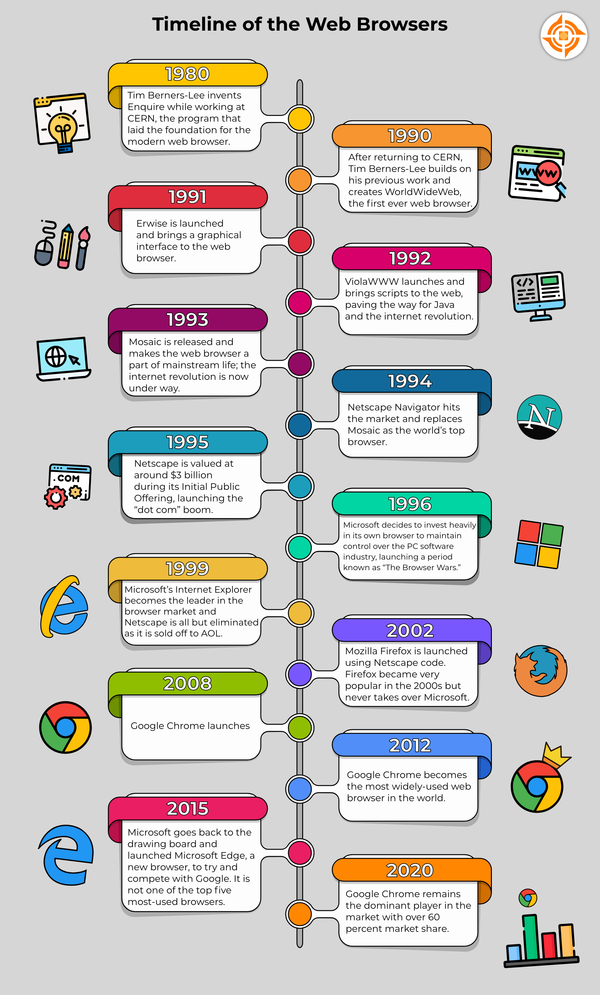 Timeline of the Web Browsers
1980
Tim Berners-Lee invents
Enquire while working at
CERN, the program that
laid the foundation for the
modern web browser.
1990
After returning to CERN,
Tim Berners-Lee builds on
his previous work and
creates WorldWideWeb,
the first ever web browser.
WWW
1991
Erwise is launched
and brings a graphical
interface to the web
browser.
1992
ViolaWWW launches and
brings scripts to the web,
paving the way for Java
and the internet revolution.
</>
1993
Mosaic is released and
makes the web browser a
part of mainstream life; the
internet revolution is now
under way.
1994
Netscape Navigator hits
the market and replaces
Mosaic as the world's top
browser.
N
1995
Netscape is valued at
around $3 billion
during its Initial Public
Offering, launching the
"dot com" boom.
.COM
1996
Microsoft decides to invest heavily
in its own browser to maintain
control over the PC software
industry, launching a period
known as "The Browser Wars."
1999
Microsoft's Internet Explorer
becomes the leader in the
browser market and
Netscape is all but eliminated
as it is sold off to AOL.
2002
Mozilla Firefox is launched
using Netscape code.
Firefox became very
popular in the 2000s but
never takes over Microsoft.
2008
Google Chrome launches
2012
Google Chrome becomes
the most widely-used web
browser in the world.
2015
Microsoft goes back to the
drawing board and
launched Microsoft Edge, a
new browser, to try and
compete with Google. It is
not one of the top five
most-used browsers.
2020
Google Chrome remains
the dominant player in the
market with over 60
percent market share.